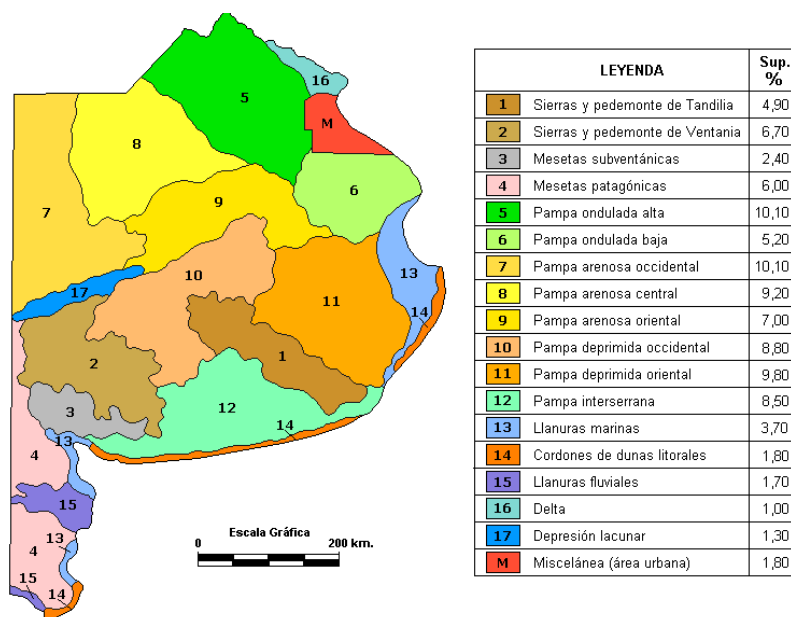 16
5
M
8
6
9
7
13
10
17
11
14
1
2
12
3
14
13
4
15
Escala Gráfica
0 200 km.
13
4
15
14
LEYENDA Sup. %
1 Sierras y pedemonte de Tandilia 4,90
2 Sierras y pedemonte de Ventania 6,70
3 Mesetas subventánicas 2,40
4 Mesetas patagónicas 6,00
5 Pampa ondulada alta 10,10
6 Pampa ondulada baja 5,20
7 Pampa arenosa occidental 10,10
8 Pampa arenosa central 9,20
9 Pampa arenosa oriental 7,00
10 Pampa deprimida occidental 8,80
11 Pampa deprimida oriental 9,80
12 Pampa interserrana 8,50
13 Llanuras marinas 3,70
14 Cordones de dunas litorales 1,80
15 Llanuras fluviales 1,70
16 Delta 1,00
17 Depresión lacunar 1,30
M Miscelánea (área urbana) 1,80